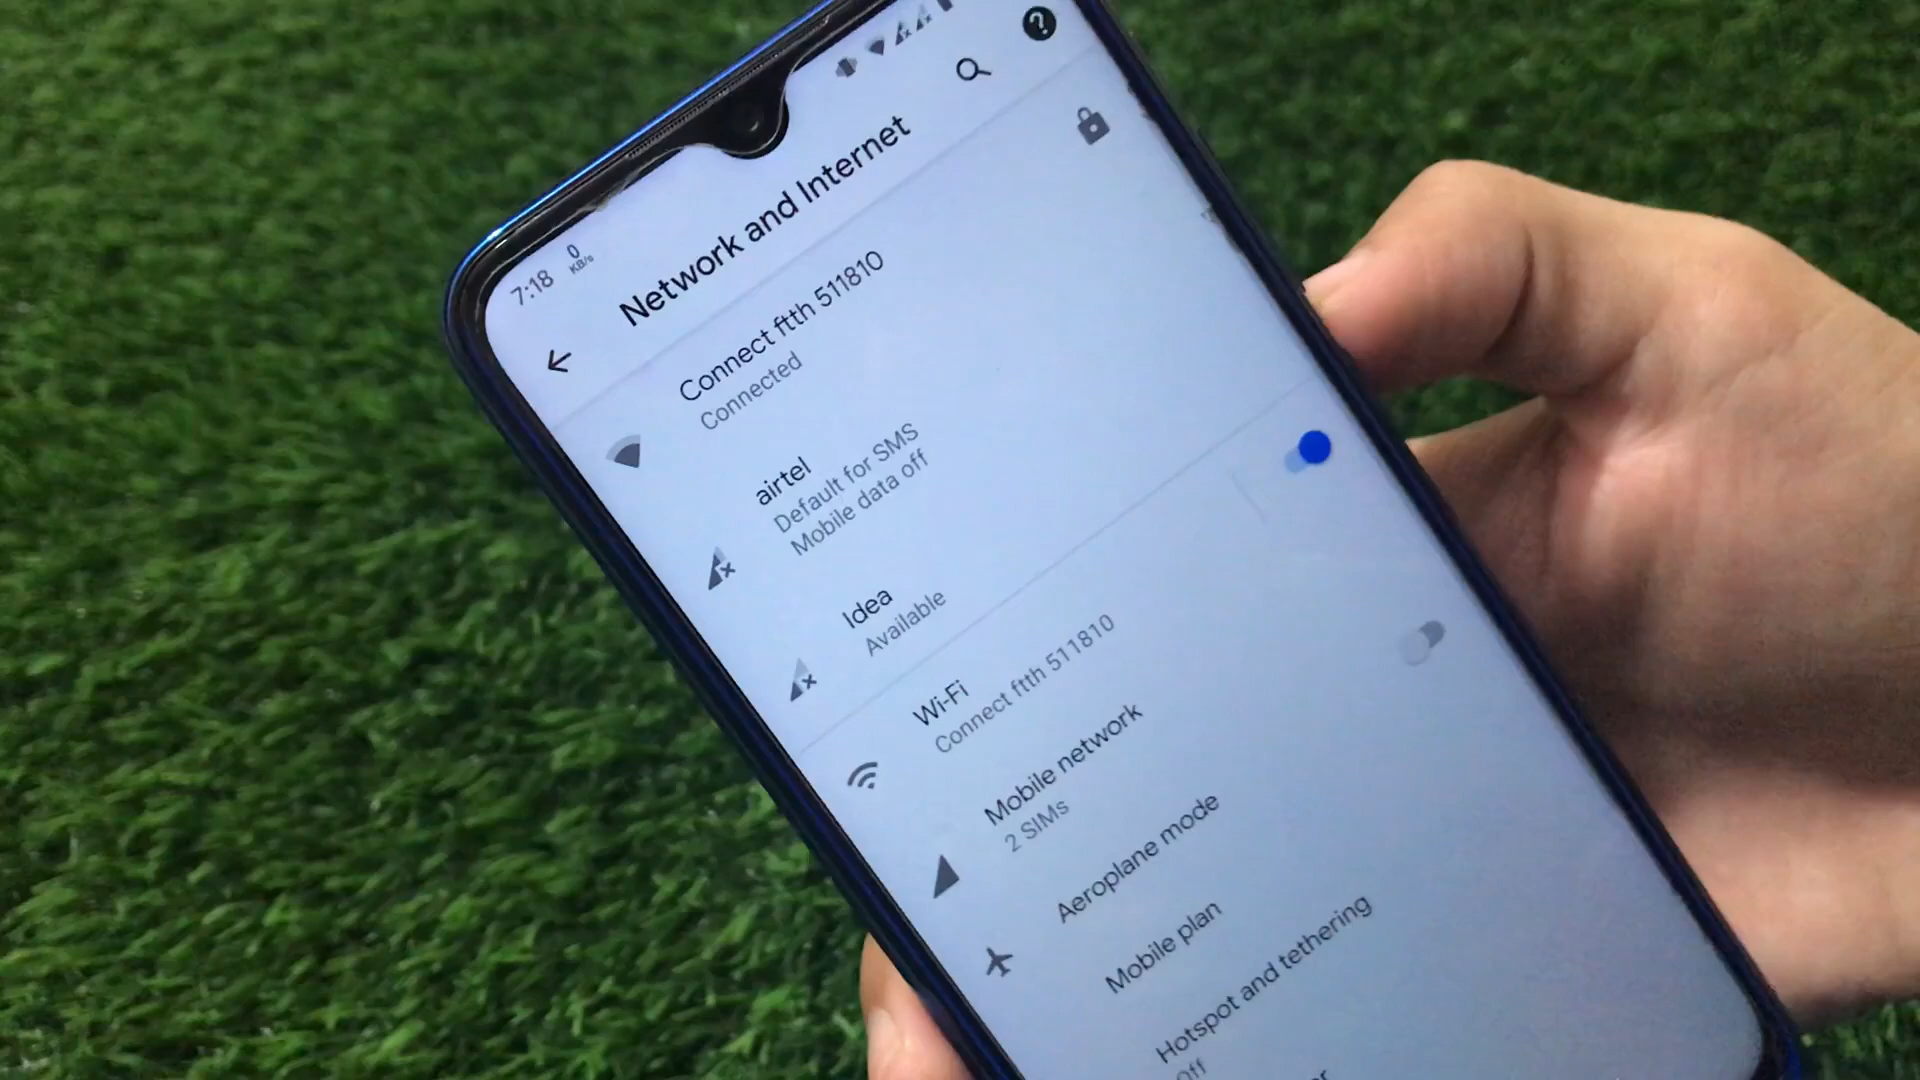 7:18
0
KB/s
Network and Internet
Connect ftth 511810
Connected
airtel
Default for SMS
Mobile data off
Idea
Available
Wi-Fi
Connect ftth 511810
Mobile network
2 SIMs
Aeroplane mode
Mobile plan
Hotspot and tethering
Off